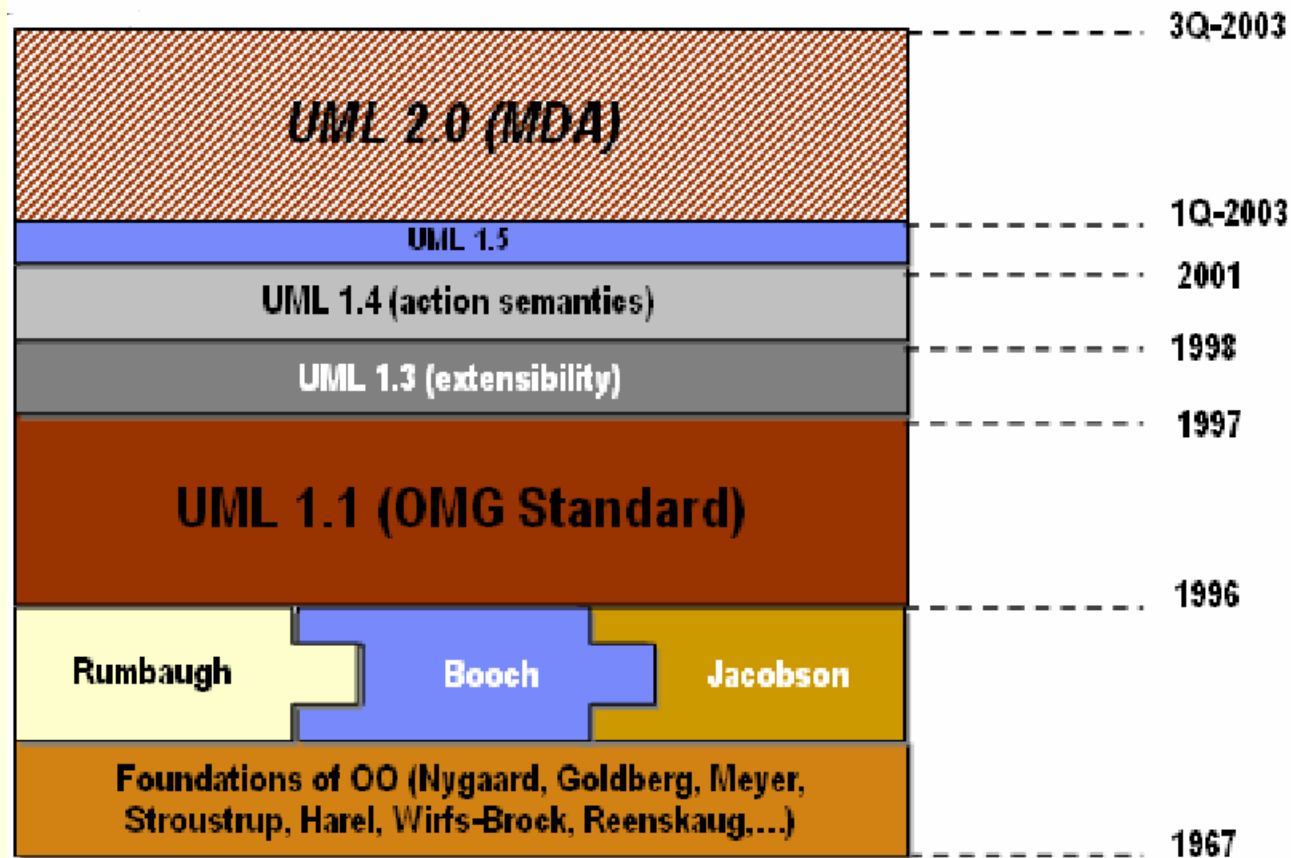 3Q-2003
UML 2.0 (MDA)
1Q-2003
UML 1.5
2001
UML 1.4 (action semantics)
1998
UML 1.3 (extensibility)
1997
UML 1.1 (OMG Standard)
1996
Rumbaugh
Booch
Jacobson
Foundations of OO (Nygaard, Goldberg, Meyer,
Stroustrup, Harel, Wirfs-Brock, Reenskaug,...)
1967